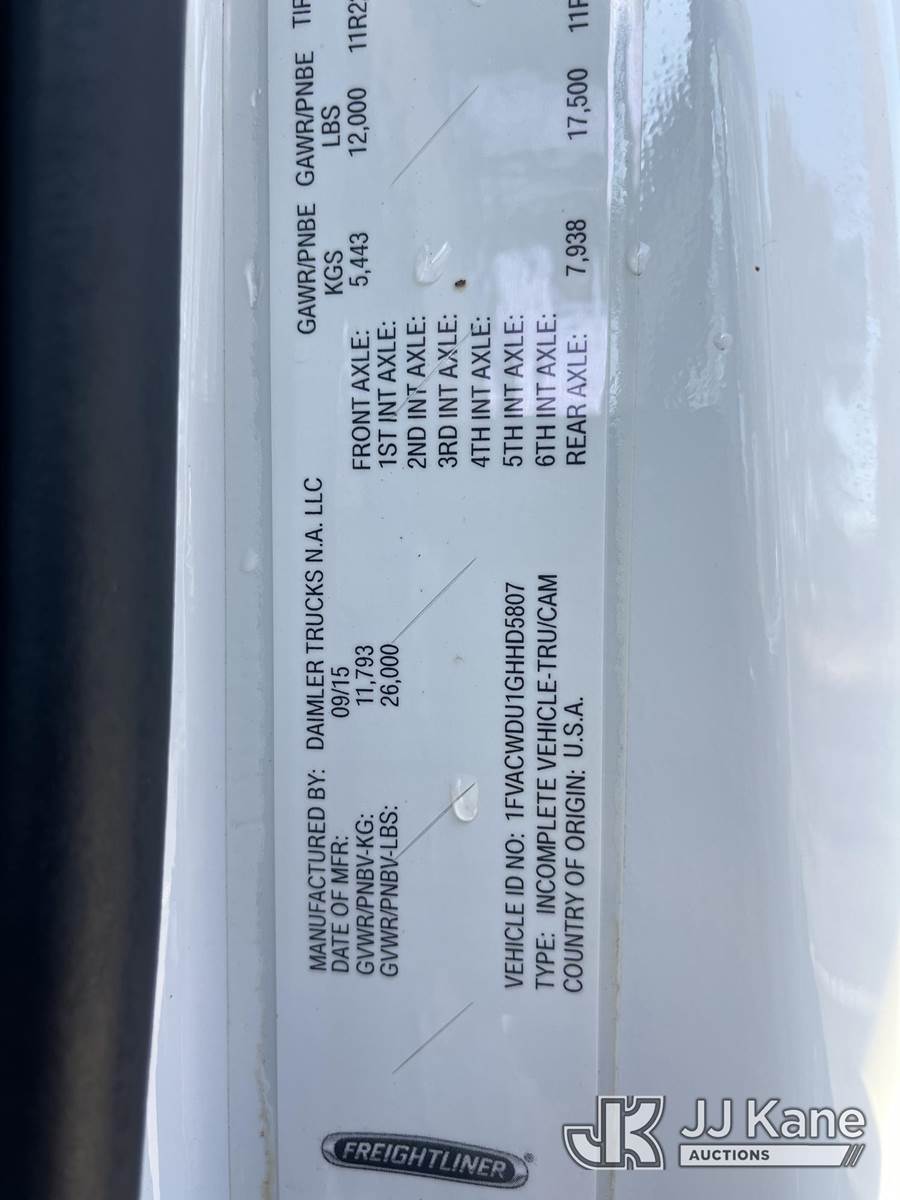 MANUFACTURED BY: DAIMLER TRUCKS N.A. LLC
DATE OF MFR: 09/15
GVWR/PNBV-KG: 11,793
GVWR/PNBV-LBS: 26,000
VEHICLE ID NO: 1FVACWDU1GHHD5807
TYPE: INCOMPLETE VEHICLE-TRU/CAM
COUNTRY OF ORIGIN: U.S.A.
GAWR/PNBE GAWR/PNBE
KGS LBS
FRONT AXLE: 5,443 12,000
1ST INT AXLE:
2ND INT AXLE:
3RD INT AXLE:
4TH INT AXLE:
5TH INT AXLE:
6TH INT AXLE:
REAR AXLE: 7,938 17,500
FREIGHTLINER®
JK
JJ Kane
AUCTIONS